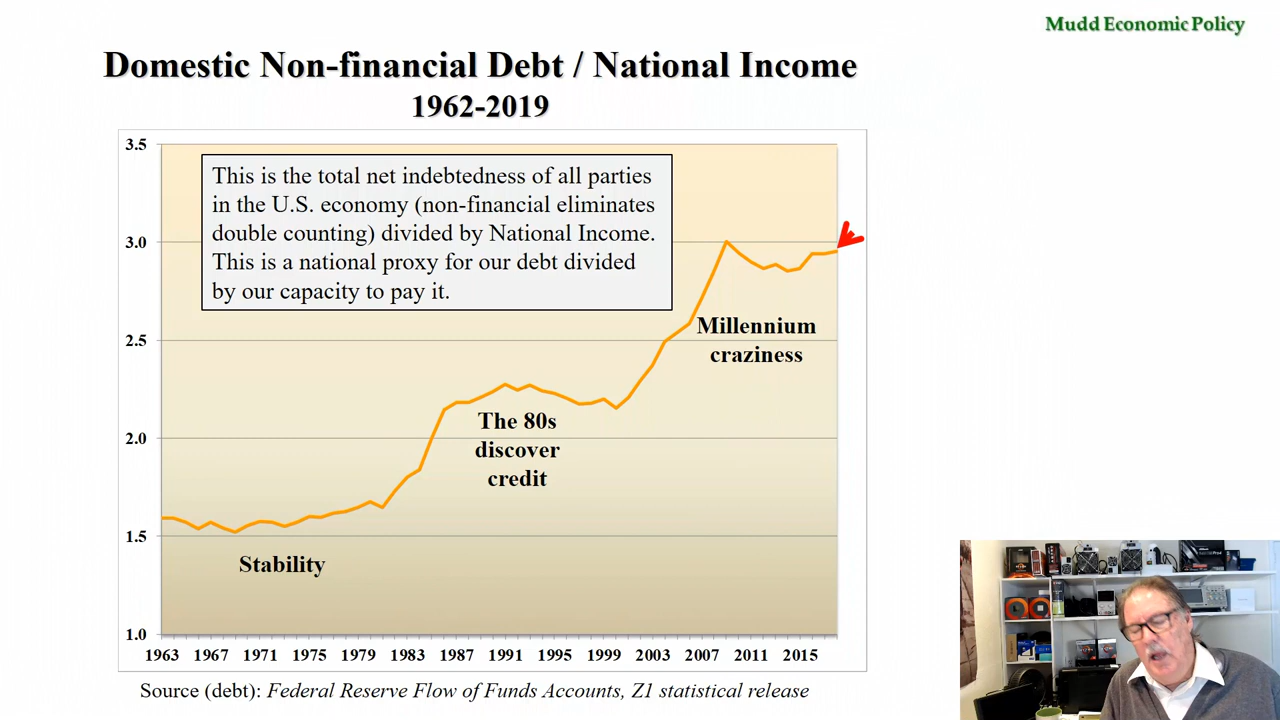 Mudd Economic Policy
Domestic Non-financial Debt / National Income
1962-2019
This is the total net indebtedness of all parties
in the U.S. economy (non-financial eliminates
double counting) divided by National Income.
This is a national proxy for our debt divided
by our capacity to pay it.
3.5
3.0
2.5
2.0
1.5
1.0
Millennium
craziness
The 80s
discover
credit
Stability
1963 1967 1971 1975 1979 1983 1987 1991 1995 1999 2003 2007 2011 2015
Source (debt): Federal Reserve Flow of Funds Accounts, Z1 statistical release